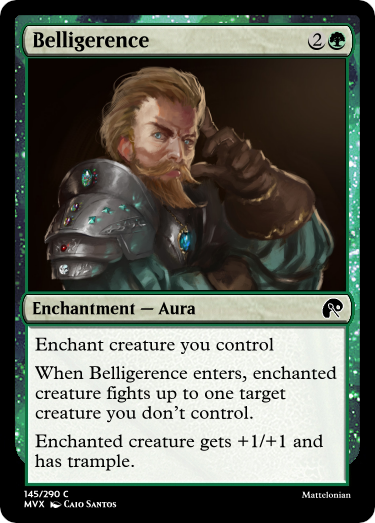 Belligerence 2
Enchantment — Aura
Enchant creature you control
When Belligerence enters, enchanted
creature fights up to one target
creature you don't control.
Enchanted creature gets +1/+1 and
has trample.
145/290 C
MVX Caio Santos
Mattelonian